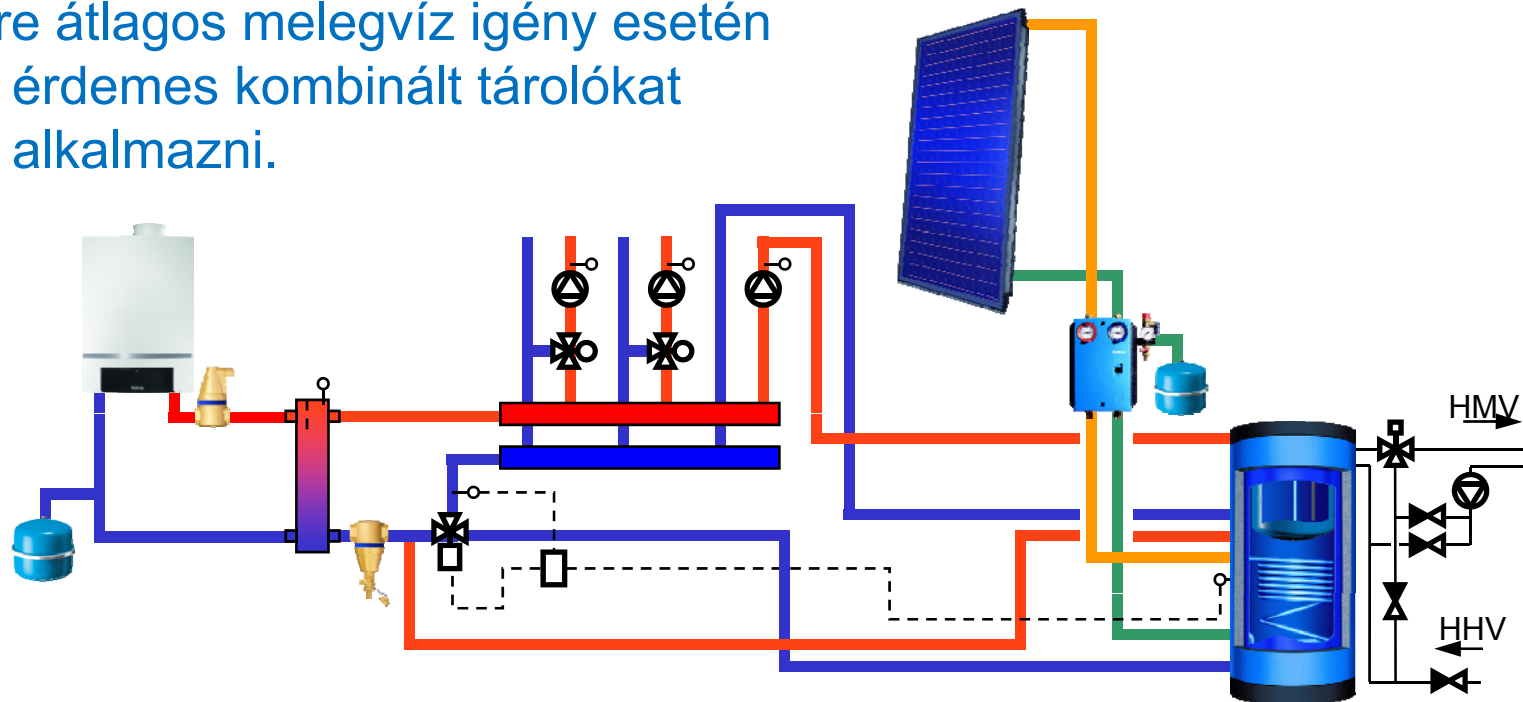 re átlagos melegvíz igény esetén
érdemes kombinált tárolókat
alkalmazni.
HMV
HHV